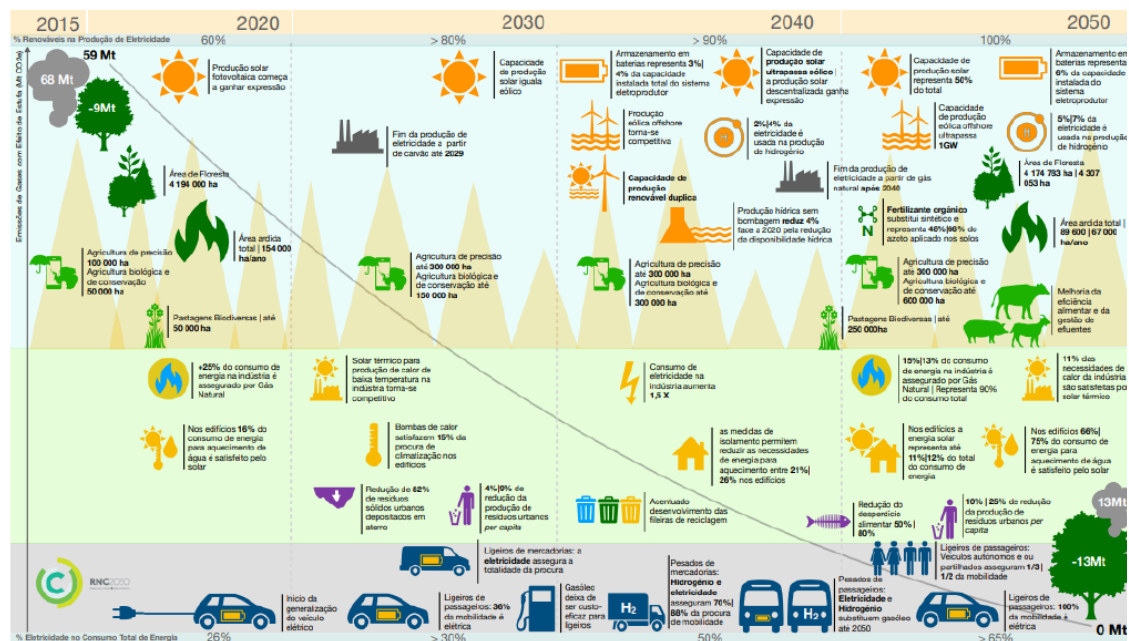 2015
2020
2030
2040
2050
% Renováveis na Produção de Eletricidade
60%
> 80%
> 90%
100%
Emissões de Gases com Efeito de Estufa (Mt CO2e)
59 Mt
68 Mt
-9Mt
Produção solar
fotovoltaica começa
a ganhar expressão
Capacidade
de produção
solar iguala
eólico
Armazenamento em
baterias representa 3%|
4% da capacidade
instalada total do sistema
eletroprodutor
Capacidade de
produção solar
ultrapassa eólico |
a produção solar
descentralizada ganha
expressão
Capacidade de
produção solar
representa 50%
do total
Armazenamento em
baterias representa
6% da capacidade
instalada do
sistema
eletroprodutor
Fim da produção de
eletricidade a partir
de carvão até 2029
Produção
eólica offshore
torna-se
competitiva
2%|4% da
eletricidade é
usada na produção
de hidrogénio
Capacidade
de produção
eólica offshore
ultrapassa
1GW
5%|7% da
eletricidade é
usada na produção
de hidrogénio
Área de Floresta
4 194 000 ha
Capacidade de
produção
renovável duplica
Fim da produção de
eletricidade a partir de gás
natural após 2040
Área de Floresta
4 174 783 ha | 4 307
053 ha
Área ardida
total | 154 000
ha/ano
Produção hídrica sem
bombagem reduz 4%
face a 2020 pela redução
da disponibilidade hídrica
N
Fertilizante orgânico
substitui sintético e
representa 46%|66% de
azoto aplicado nos solos
Área ardida total |
89 600 | 67 000
ha/ano
Agricultura de precisão
100 000 ha
Agricultura biológica e
de conservação
50 000 ha
Agricultura de precisão
até 300 000 ha
Agricultura biológica e
de conservação até
150 000 ha
Agricultura de precisão
até 300 000 ha
Agricultura biológica e
de conservação até
300 000 ha
Agricultura de precisão
até 300 000 ha
Agricultura biológica e
de conservação até
600 000 ha
Melhoria da
eficiência
alimentar e da
gestão de
efluentes
Pastagens Biodiversas | até
50 000 ha
Pastagens Biodiversas | até
250 000ha
+25% do consumo de
energia na indústria é
assegurado por Gás
Natural
Solar térmico para
produção de calor de
baixa temperatura na
indústria torna-se
competitivo
Consumo de
eletricidade na
indústria aumenta
1,5 X
15%|13% do consumo
de energia na indústria é
assegurado por Gás
Natural | Representa 90%
do consumo total
11% das
necessidades de
calor da indústria
são satisfeitas por
solar térmico
Nos edifícios 16% do
consumo de energia
para aquecimento de
água é satisfeito pelo
solar
Bombas de calor
satisfazem 15% da
procura de
climalização nos
edifícios
as medidas de
isolamento permitem
reduzir as necessidades
de energia para
aquecimento entre 21%|
26% nos edifícios
Nos edifícios a
energia solar
representa até
11%|12% do total
do consumo de
energia
Nos edifícios 66%|
75% do consumo de
energia para
aquecimento de água
é satisfeito pelo solar
Redução de 82%
de resíduos
sólidos urbanos
depositados em
aterro
4%|9% de
redução da
produção de
resíduos urbanos
per capita
Acentuado
desenvolvimento das
fileiras de reciclagem
Redução do
desperdício
alimentar 50% |
80%
10% | 25% de redução
da produção de
resíduos urbanos per
capita
13Mt
-13Mt
0 Mt
RNC2050
Ligeiros de mercadorias: a
eletricidade assegura a
totalidade da procura
Pesados de
mercadorias:
Hidrogénio e
eletricidade
asseguram 70%|
88% da procura
de mobilidade
Ligeiros de passageiros:
Veículos autónomos e ou
partilhados asseguram 1/3 |
1/2 da mobilidade
Inicio da
generalização
do veículo
elétrico
Ligeiros de
passageiros: 36%
da mobilidade é
elétrica
Gasóleo
deixa de
ser custo-
eficaz para
ligeiros
H2
H2
Pesados de
passageiros:
Eletricidade e
Hidrogénio
substituem gasóleo
até 2050
Ligeiros de
passageiros: 100%
da mobilidade é
elétrica
% Eletricidade no Consumo Total de Energia
26%
> 30%
50%
> 65%